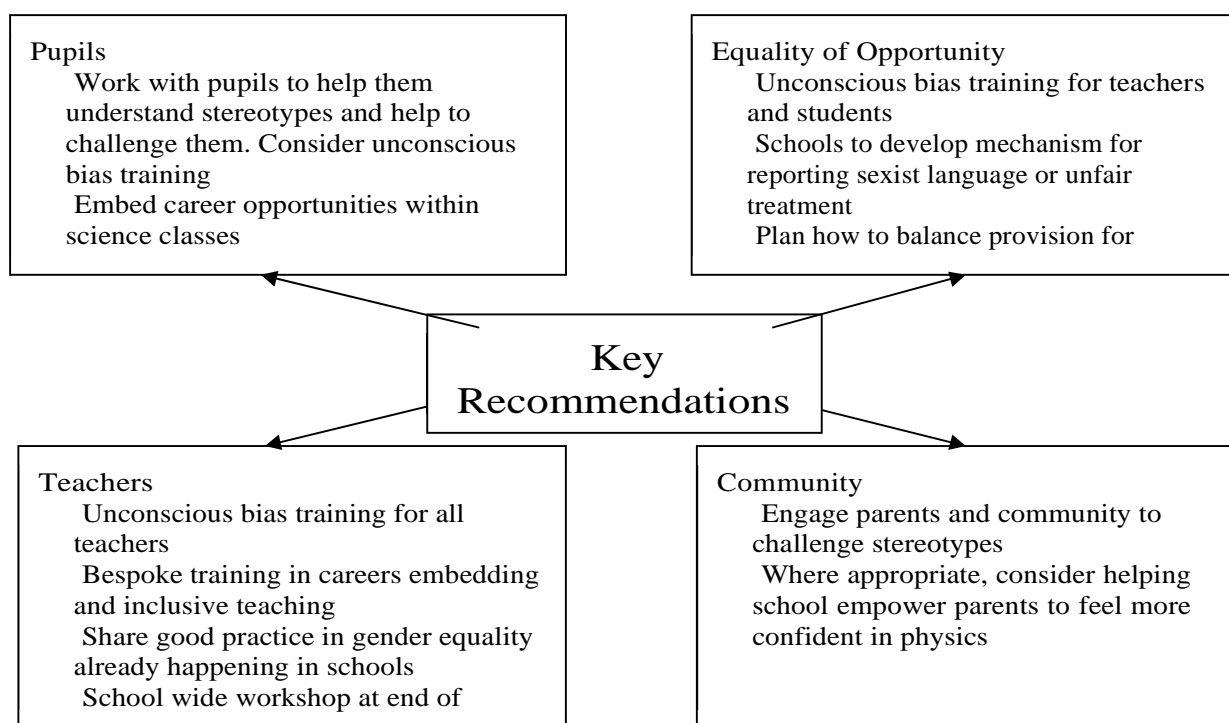 Pupils
Work with pupils to help them
understand stereotypes and help to
challenge them. Consider unconscious
bias training
Embed career opportunities within
science classes
Equality of Opportunity
Unconscious bias training for teachers
and students
Schools to develop mechanism for
reporting sexist language or unfair
treatment
Plan how to balance provision for
Key
Recommendations
Teachers
Unconscious bias training for all
teachers
Bespoke training in careers embedding
and inclusive teaching
Share good practice in gender equality
already happening in schools
School wide workshop at end of
Community
Engage parents and community to
challenge stereotypes
Where appropriate, consider helping
school empower parents to feel more
confident in physics